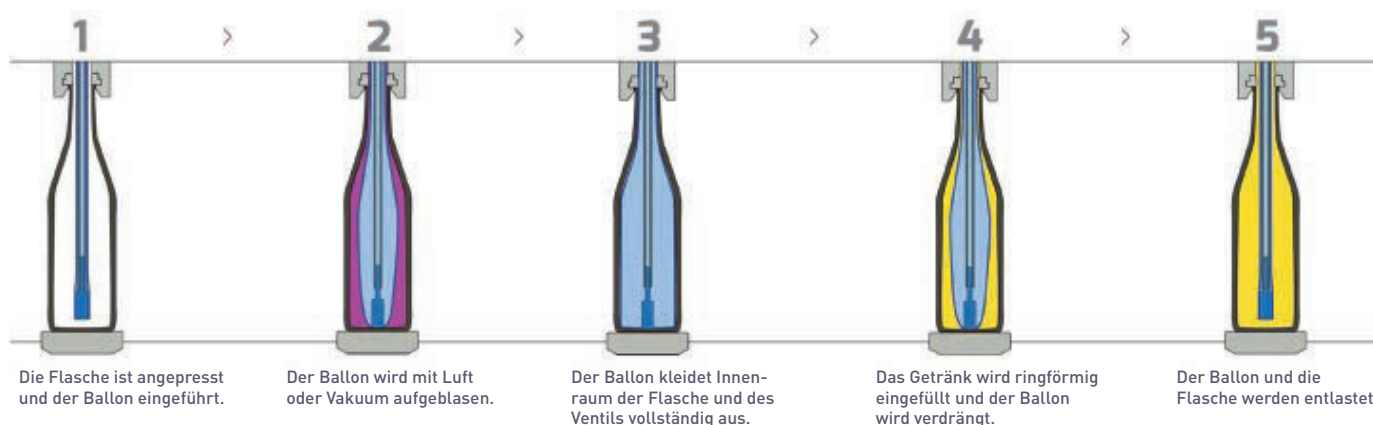 1 > 2 > 3 > 4 > 5
Die Flasche ist angepresst
und der Ballon eingeführt.
Der Ballon wird mit Luft
oder Vakuum aufgeblasen.
Der Ballon kleidet Innen-
raum der Flasche und des
Ventils vollständig aus.
Das Getränk wird ringförmig
eingefüllt und der Ballon
wird verdrängt.
Der Ballon und die
Flasche werden entlastet